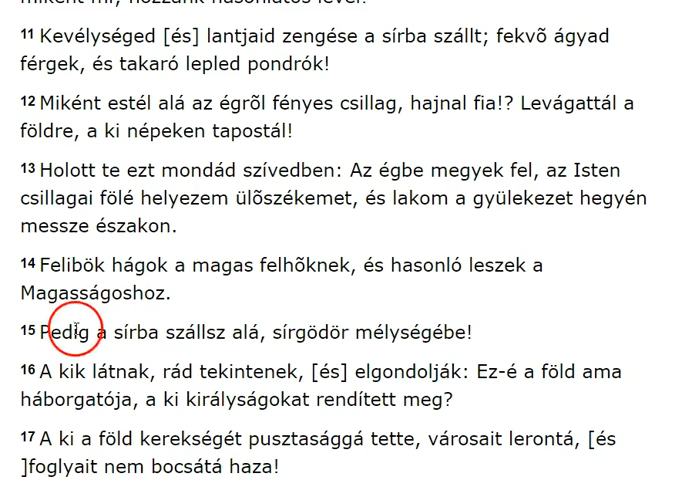 miként mi, hozzánk hasonlatos levél!
11 Kevélységed [és] lantjaid zengése a sírba szállt; fekvõ ágyad
férgek, és takaró lepled pondrók!
12 Miként estél alá az égrõl fényes csillag, hajnal fia!? Levágattál a
földre, a ki népeken tapostál!
13 Holott te ezt mondád szívedben: Az égbe megyek fel, az Isten
csillagai fölé helyezem ülõszékemet, és lakom a gyülekezet hegyén
messze északon.
14 Felibök hágok a magas felhõknek, és hasonló leszek a
Magasságoshoz.
15 Pedig a sírba szállsz alá, sírgödör mélységébe!
16 A kik látnak, rád tekintenek, [és] elgondolják: Ez-é a föld ama
háborgatója, a ki királyságokat rendített meg?
17 A ki a föld kerekségét pusztasággá tette, városait lerontá, [és
]foglyait nem bocsátá haza!